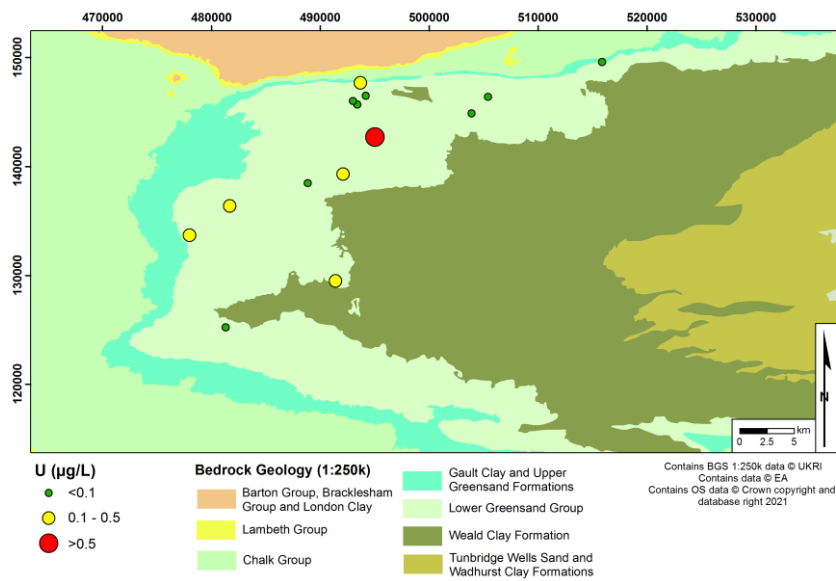 470000 480000 490000 500000 510000 520000 530000
150000
140000
130000
120000
N
km
0 2.5 5
U (µg/L)
<0.1
0.1 - 0.5
>0.5
Bedrock Geology (1:250k)
Barton Group, Bracklesham
Group and London Clay
Lambeth Group
Chalk Group
Gault Clay and Upper
Greensand Formations
Lower Greensand Group
Weald Clay Formation
Tunbridge Wells Sand and
Wadhurst Clay Formations
Contains BGS 1:250k data © UKRI
Contains data © EA
Contains OS data © Crown copyright and
database right 2021